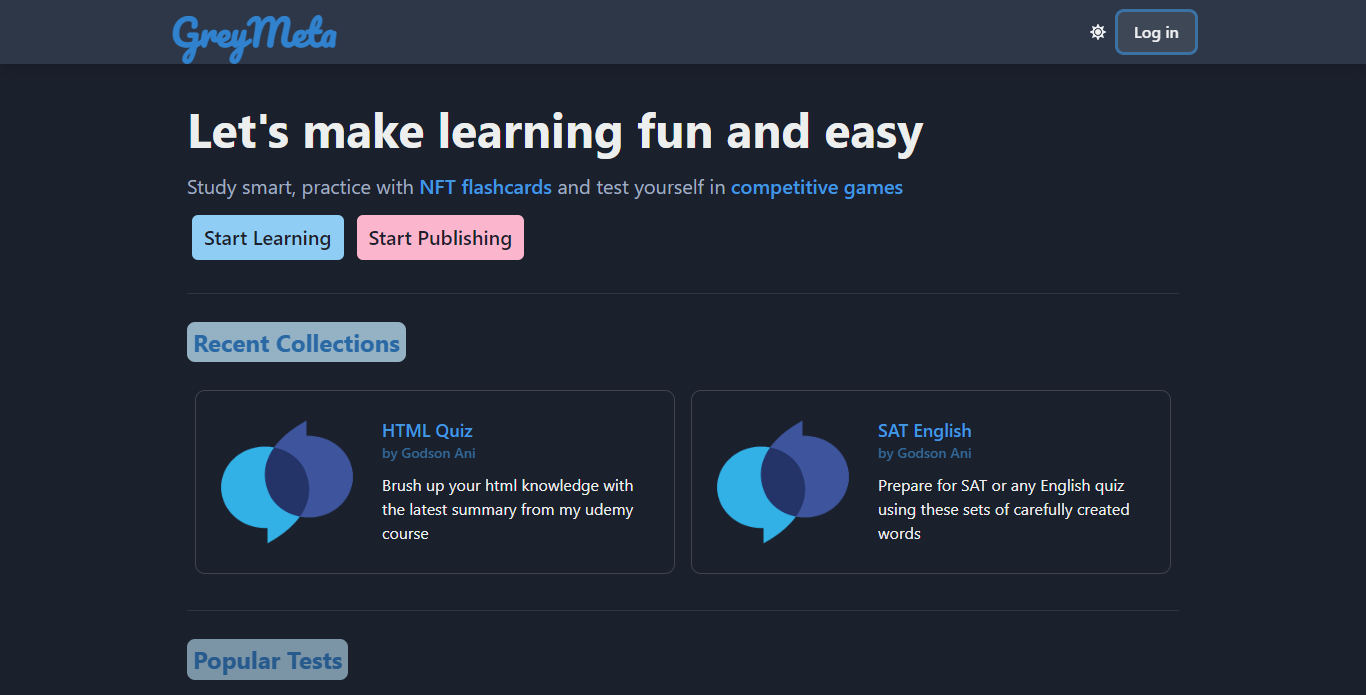 GreyMeta
Log in
Let's make learning fun and easy
Study smart, practice with NFT flashcards and test yourself in competitive games
Start Learning
Start Publishing
Recent Collections
HTML Quiz
by Godson Ani
Brush up your html knowledge with
the latest summary from my udemy
course
SAT English
by Godson Ani
Prepare for SAT or any English quiz
using these sets of carefully created
words
Popular Tests